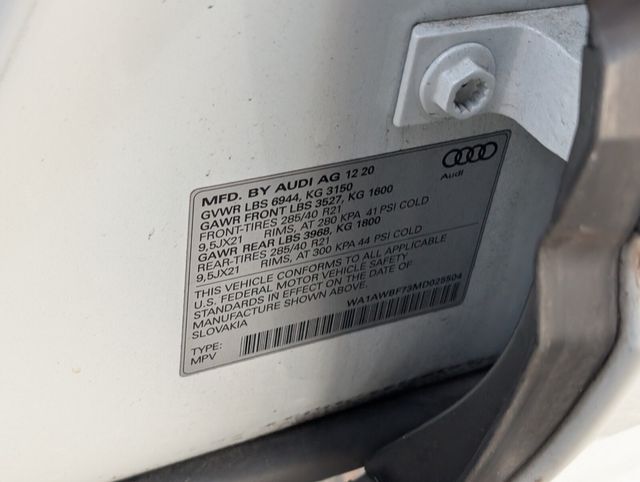 Audi
MFD. BY AUDI AG 12 20
GVWR LBS 6944, KG 3150
GAWR FRONT LBS 3527, KG 1600
FRONT-TIRES 285/40 R21
9,5JX21 RIMS, AT 280 KPA 41 PSI COLD
GAWR REAR LBS 3968, KG 1800
REAR-TIRES 285/40 R21
9,5JX21 RIMS, AT 300 KPA 44 PSI COLD
THIS VEHICLE CONFORMS TO ALL APPLICABLE
U.S. FEDERAL MOTOR VEHICLE SAFETY
STANDARDS IN EFFECT ON THE DATE OF
MANUFACTURE SHOWN ABOVE.
SLOVAKIA WA1AWBF73MD025504
TYPE:
MPV